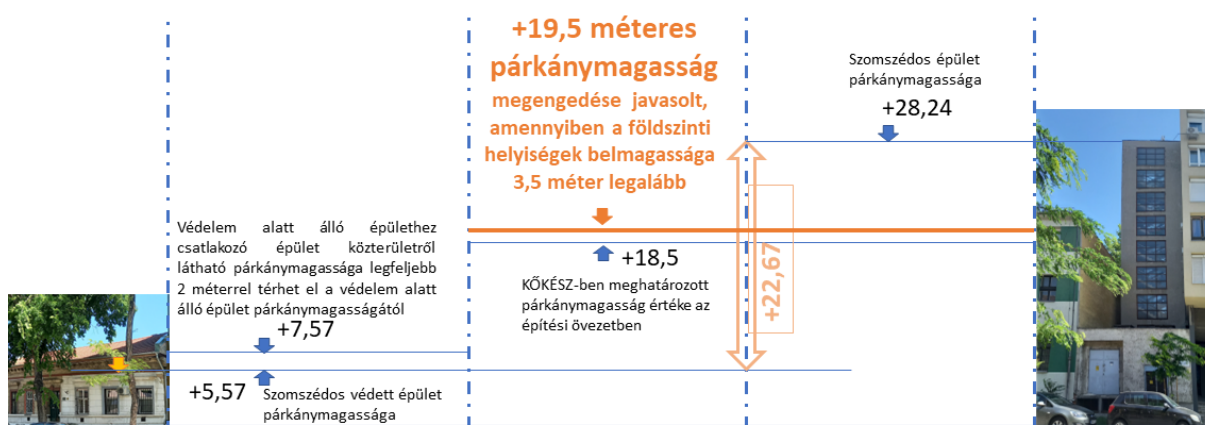 +19,5 méteres
párkánymagasság
megengedése javasolt,
amennyiben a földszinti
helyiségek belmagassága
3,5 méter legalább
Szomszédos épület
párkánymagassága
+28,24
Védelem alatt álló épülethez
csatlakozó épület közterületről
látható párkánymagassága legfeljebb
2 méterrel térhet el a védelem alatt
álló épület párkánymagasságától
+7,57
+18,5
KŐKÉSZ-ben meghatározott
párkánymagasság értéke az
építési övezetben
+22,67
+5,57
Szomszédos védett épület
párkánymagassága